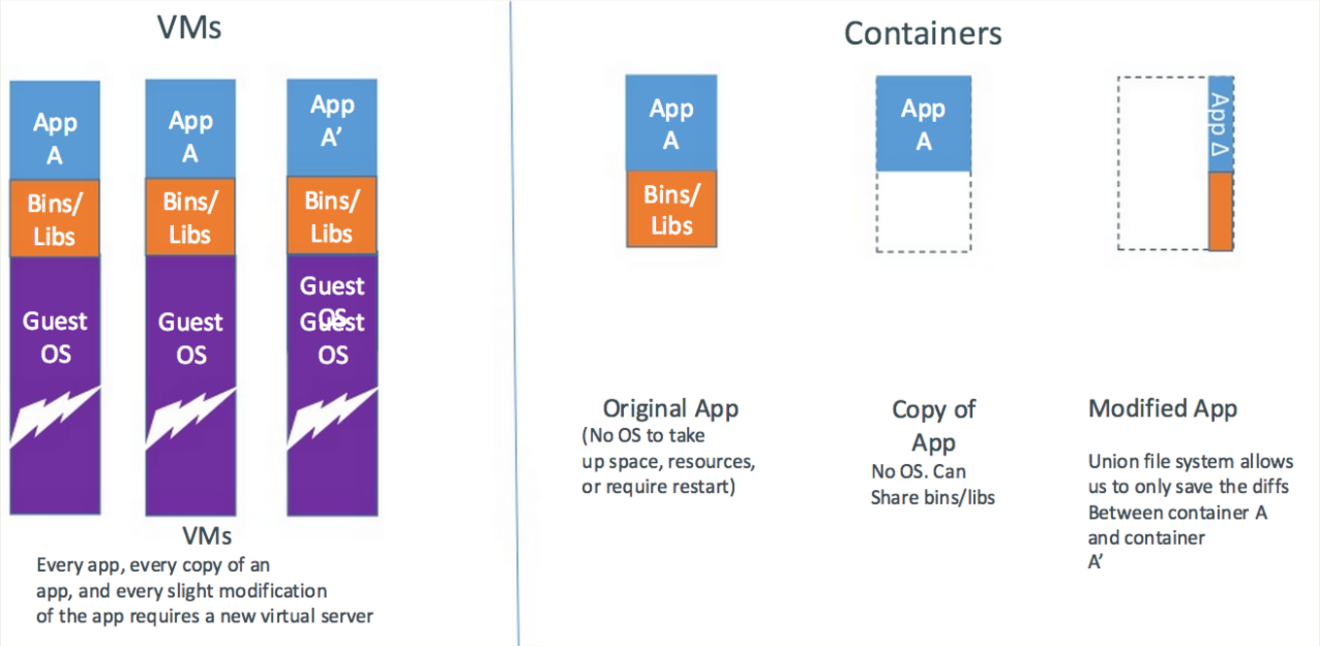 VMs
App
A
Bins/
Libs
Guest
OS
App
A
Bins/
Libs
Guest
OS
App
A’
Bins/
Libs
Guest
OS
Guest
OS
VMs
Every app, every copy of an
app, and every slight modification
of the app requires a new virtual server
Containers
App
A
Bins/
Libs
Original App
(No OS to take
up space, resources,
or require restart)
App
A
Copy of
App
No OS. Can
Share bins/libs
App Δ
Modified App
Union file system allows
us to only save the diffs
Between container A
and container
A’